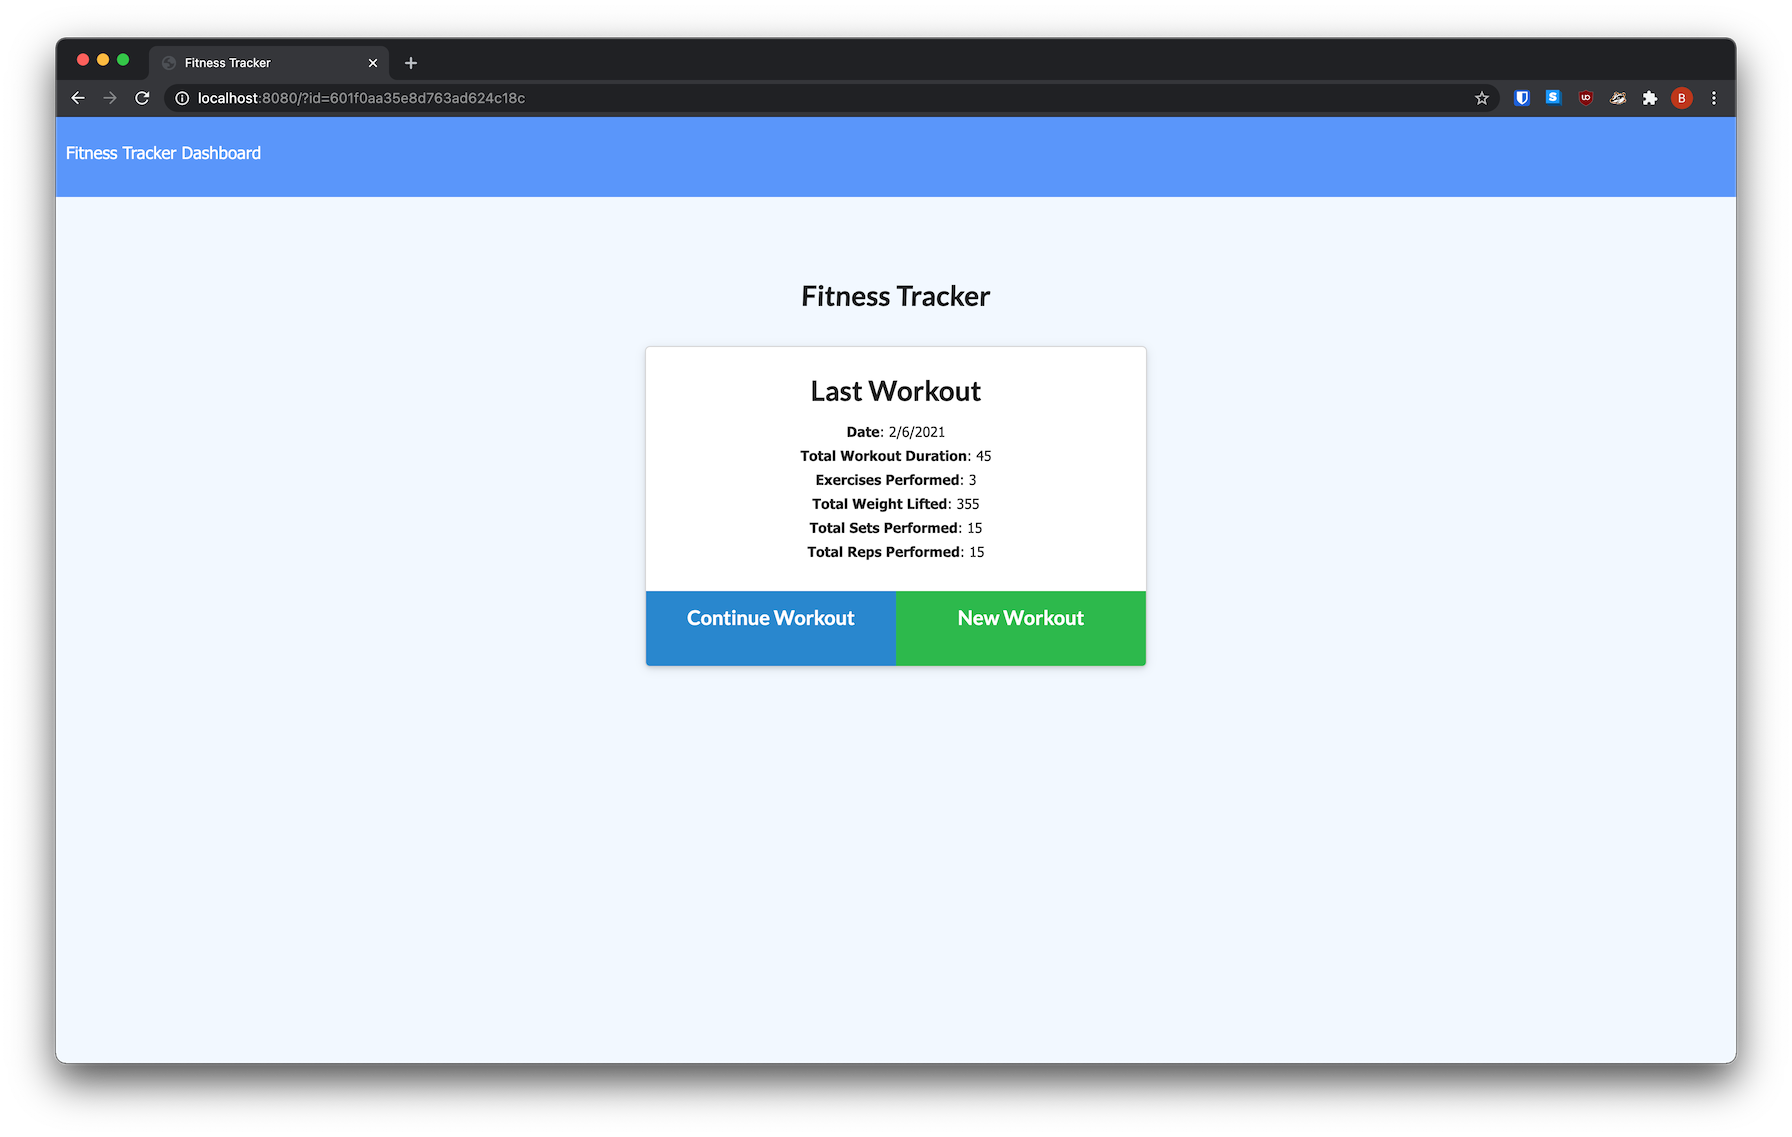 Fitness Tracker
localhost:8080/?id=601f0aa35e8d763ad624c18c
S
B
Fitness Tracker Dashboard
Fitness Tracker
Last Workout
Date: 2/6/2021
Total Workout Duration: 45
Exercises Performed: 3
Total Weight Lifted: 355
Total Sets Performed: 15
Total Reps Performed: 15
Continue Workout
New Workout